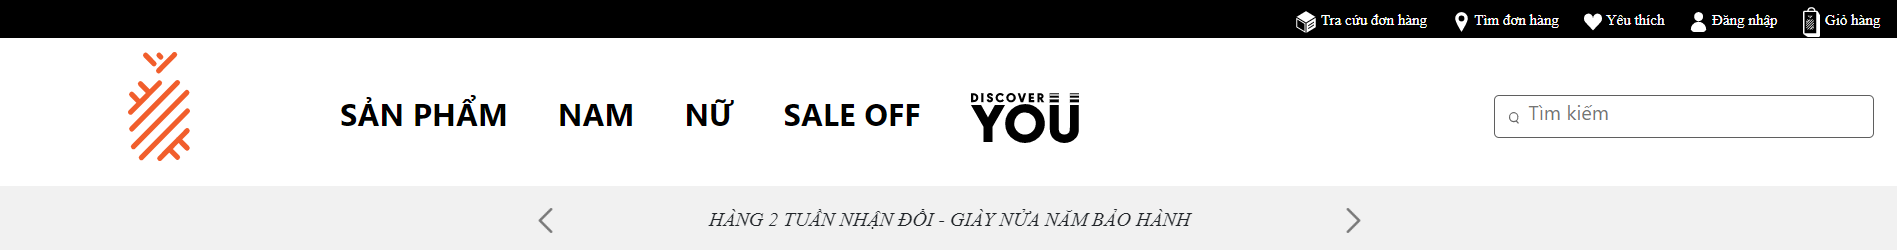 Tra cứu đơn hàng Tìm đơn hàng Yêu thích Đăng nhập Giỏ hàng
SẢN PHẨM NAM NỮ SALE OFF DISCOVER YOU Tìm kiếm
HÀNG 2 TUẦN NHẬN ĐỔI - GIÀY NỬA NĂM BẢO HÀNH